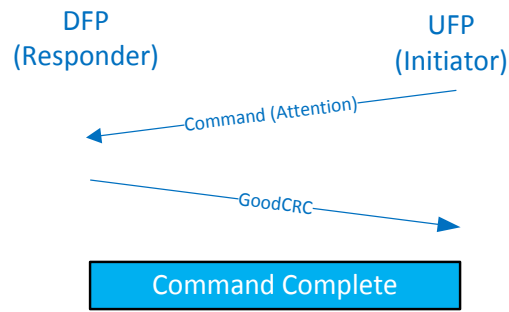 DFP
(Responder)
UFP
(Initiator)
Command (Attention)
GoodCRC
Command Complete